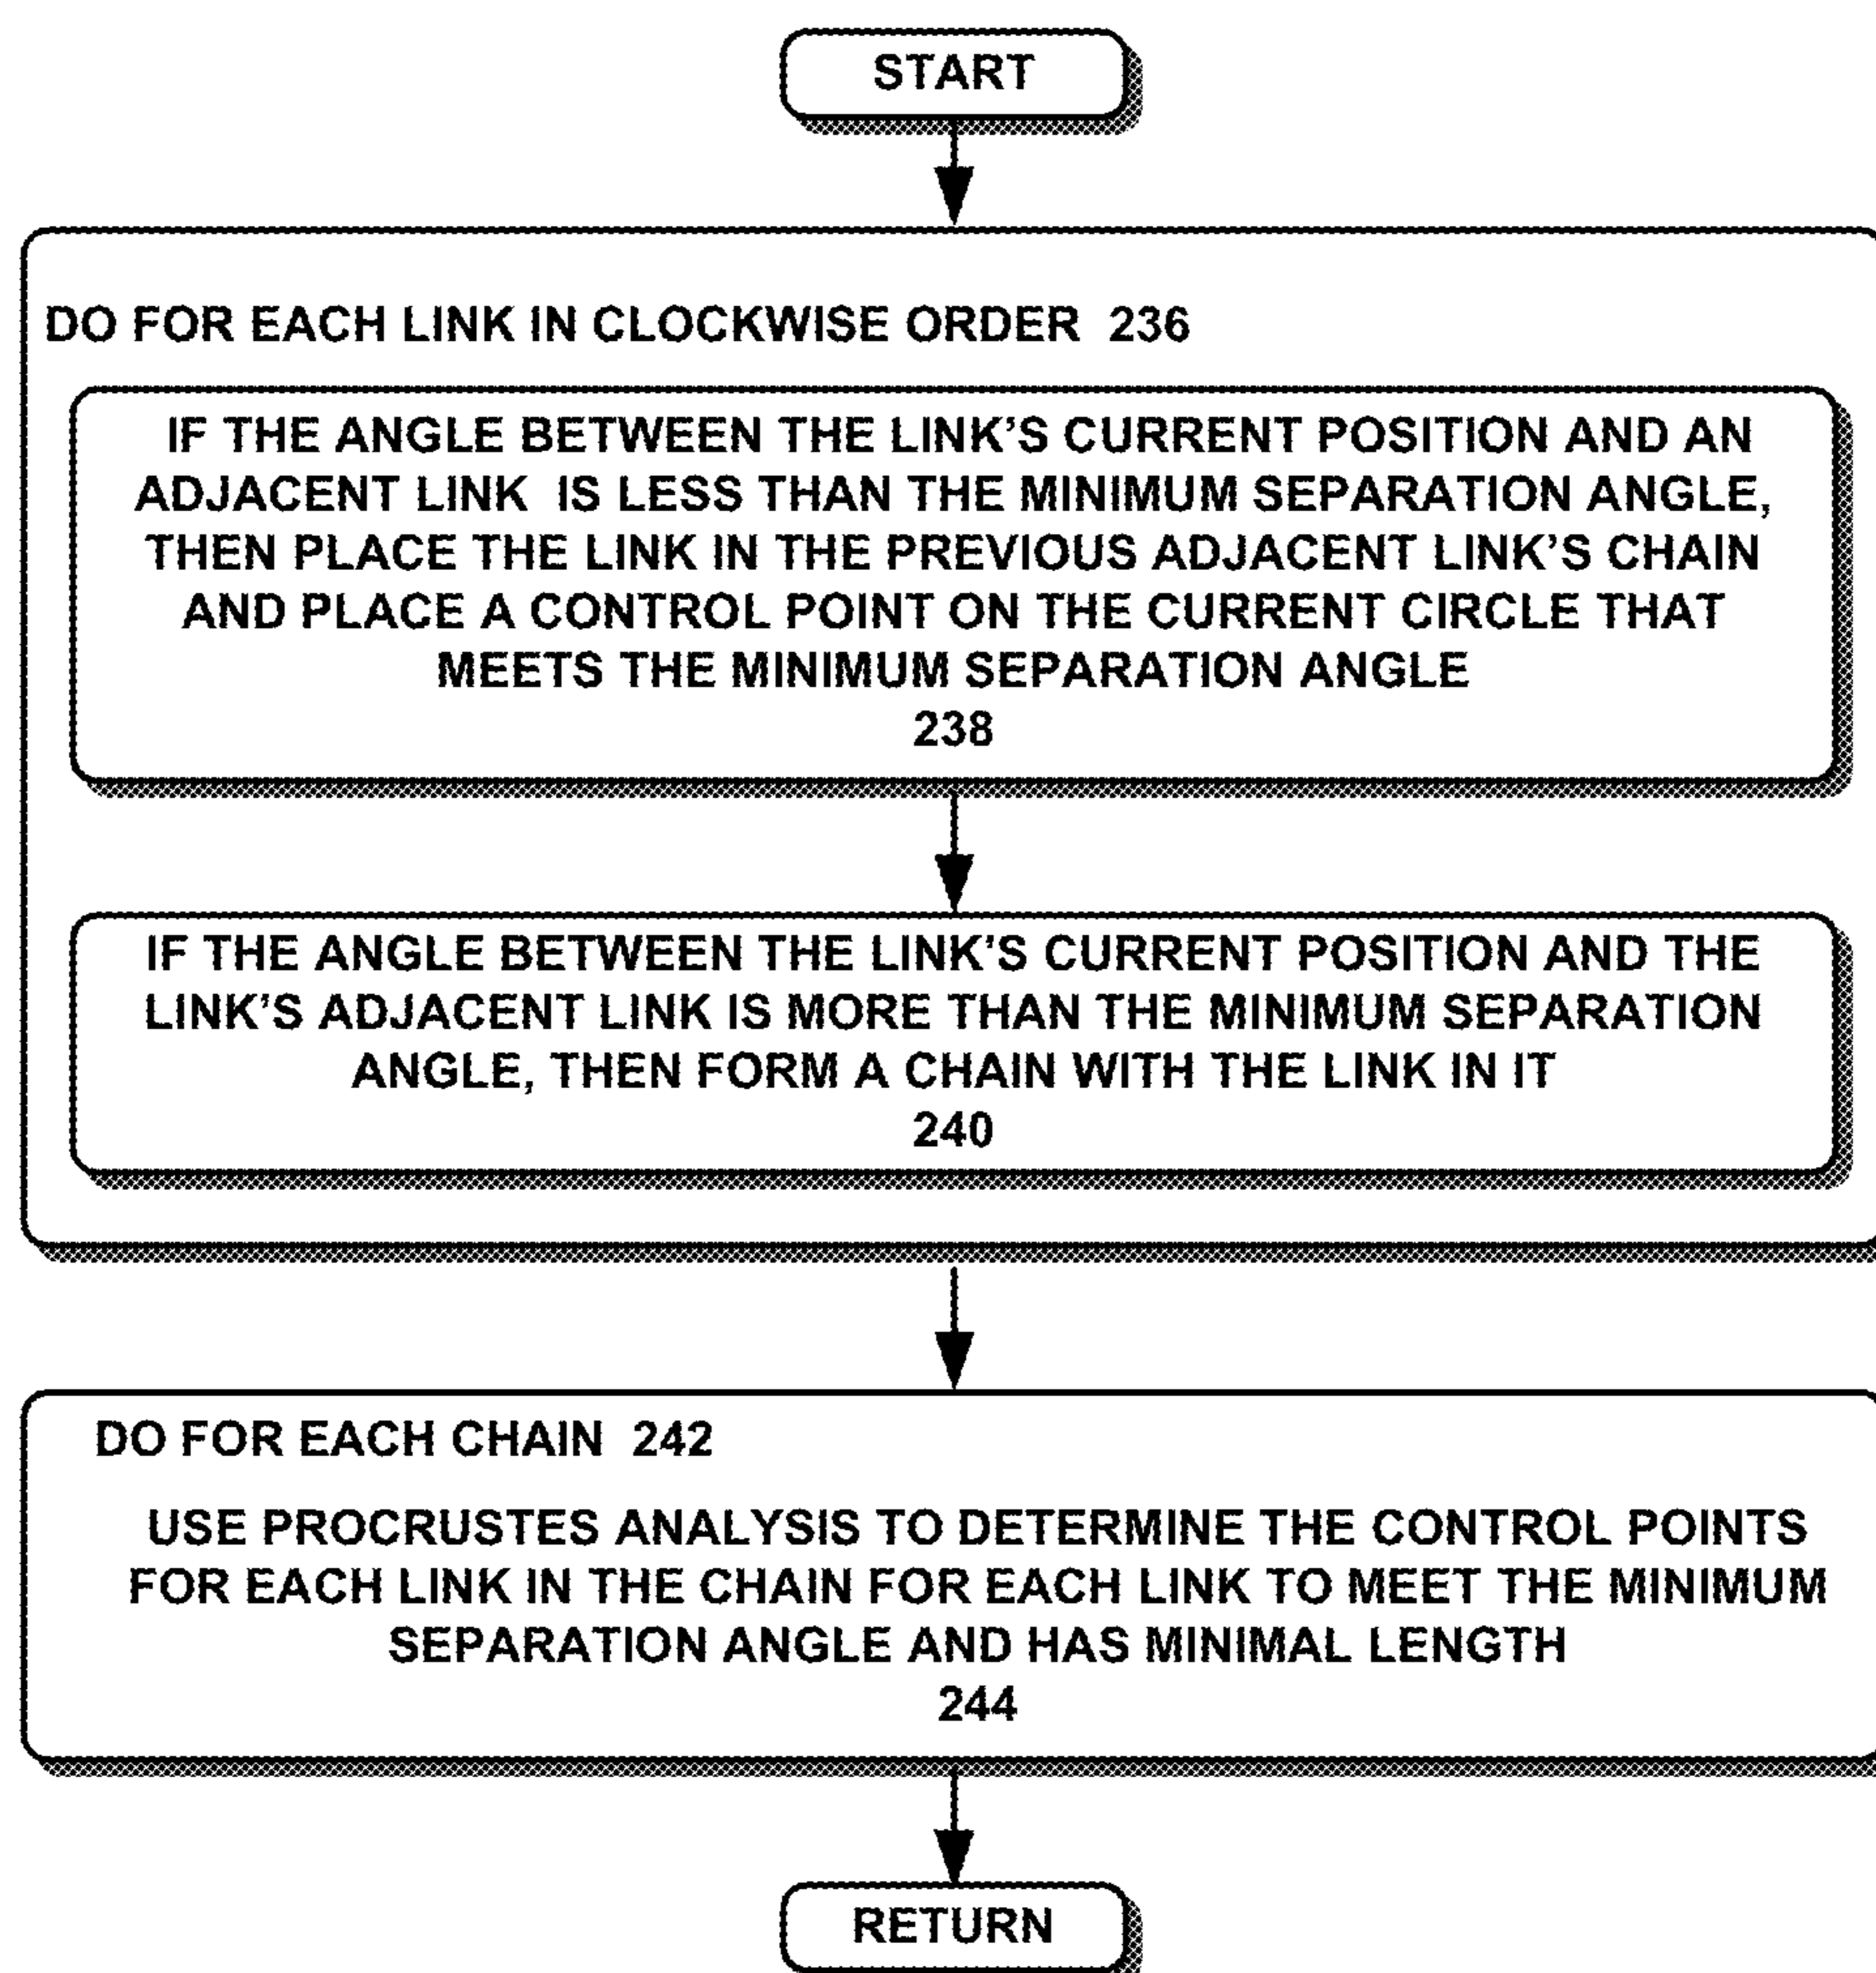 START
DO FOR EACH LINK IN CLOCKWISE ORDER 236
IF THE ANGLE BETWEEN THE LINK'S CURRENT POSITION AND AN
ADJACENT LINK IS LESS THAN THE MINIMUM SEPARATION ANGLE,
THEN PLACE THE LINK IN THE PREVIOUS ADJACENT LINK'S CHAIN
AND PLACE A CONTROL POINT ON THE CURRENT CIRCLE THAT
MEETS THE MINIMUM SEPARATION ANGLE
238
IF THE ANGLE BETWEEN THE LINK'S CURRENT POSITION AND THE
LINK'S ADJACENT LINK IS MORE THAN THE MINIMUM SEPARATION
ANGLE, THEN FORM A CHAIN WITH THE LINK IN IT
240
DO FOR EACH CHAIN 242
USE PROCRUSTES ANALYSIS TO DETERMINE THE CONTROL POINTS
FOR EACH LINK IN THE CHAIN FOR EACH LINK TO MEET THE MINIMUM
SEPARATION ANGLE AND HAS MINIMAL LENGTH
244
RETURN